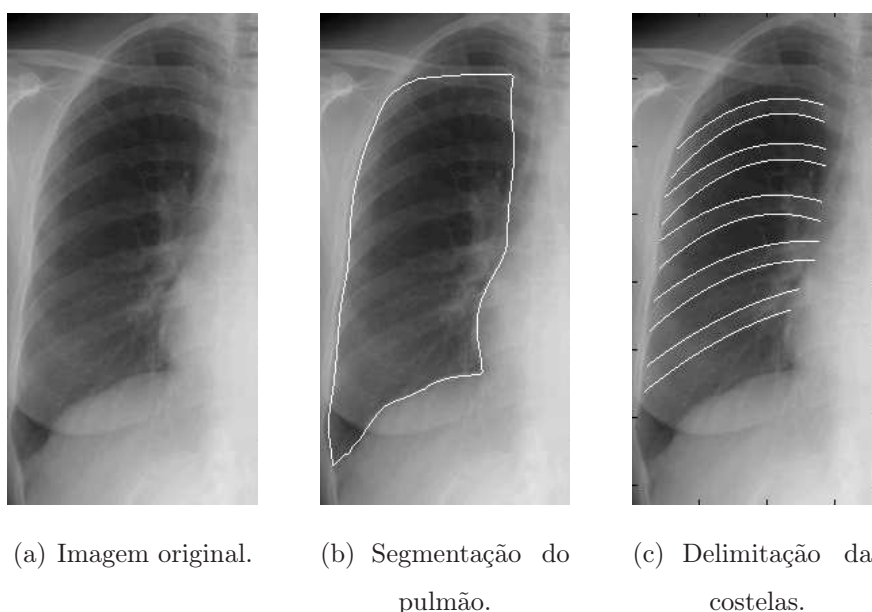 (a) Imagem original.
(b) Segmentação do
pulmão.
(c) Delimitação da
costelas.